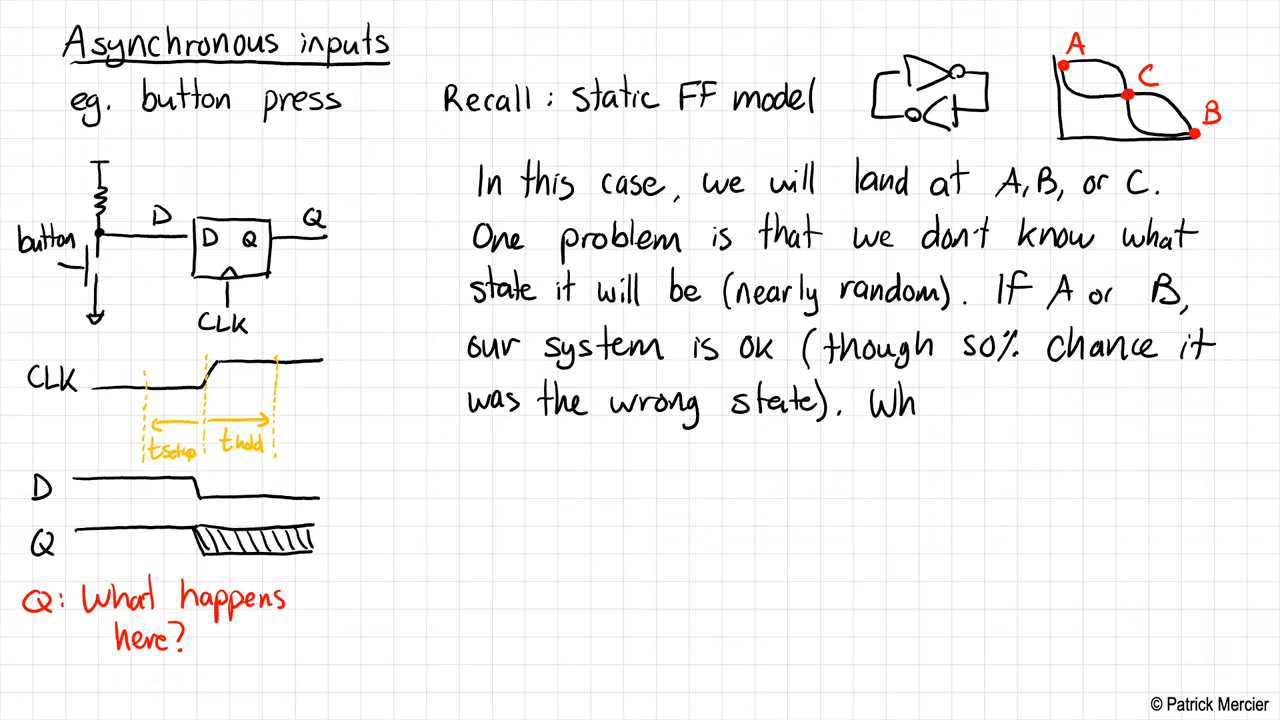 Asynchronous inputs
eg. button press
Recall : static FF model
A
C
B
In this case, we will land at A, B, or C.
One problem is that we don't know what
state it will be (nearly random). If A or B,
our system is ok (though 50% chance it
was the wrong state). Wh
button
D
D Q
Q
CLK
CLK
tsetup
thold
D
Q
Q: What happens
here?
© Patrick Mercier